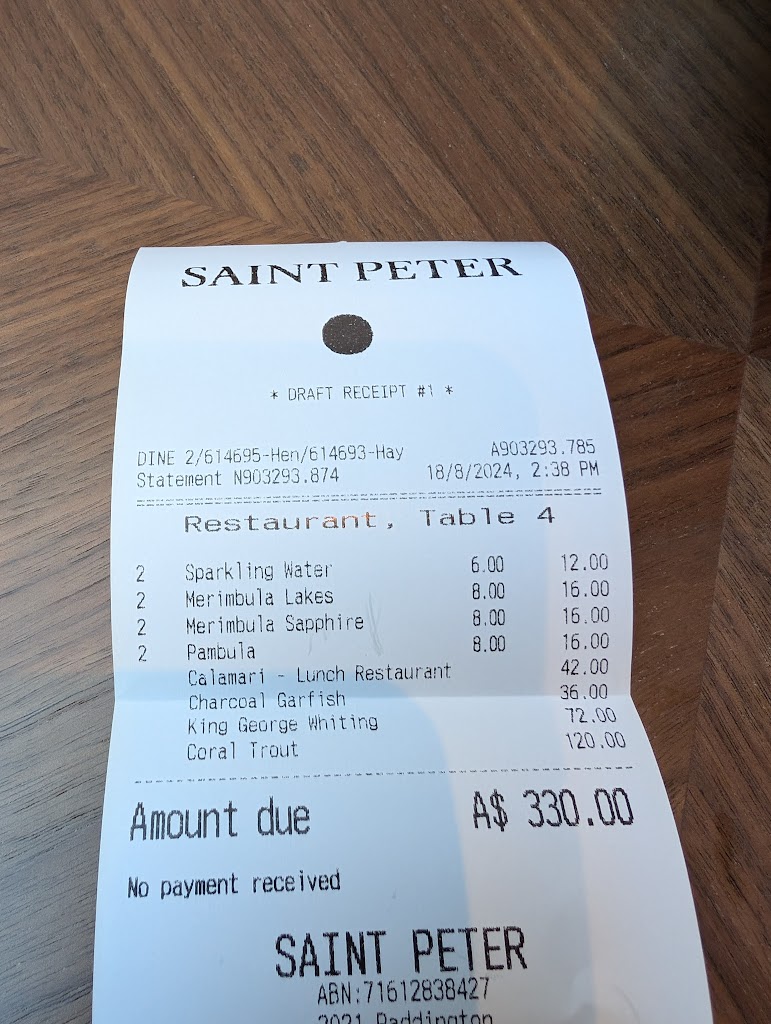 SAINT PETER
* DRAFT RECEIPT #1 *
DINE 2/614695-Hen/614693-Hay A903293.785
Statement N903293.874 18/8/2024, 2:38 PM
Restaurant, Table 4
2 Sparkling Water 6.00 12.00
2 Merimbula Lakes 8.00 16.00
2 Merimbula Sapphire 8.00 16.00
2 Pambula 8.00 16.00
Calamari - Lunch Restaurant 42.00
Charcoal Garfish 36.00
King George Whiting 72.00
Coral Trout 120.00
Amount due A$ 330.00
No payment received
SAINT PETER
ABN:71612838427
2021 Paddington